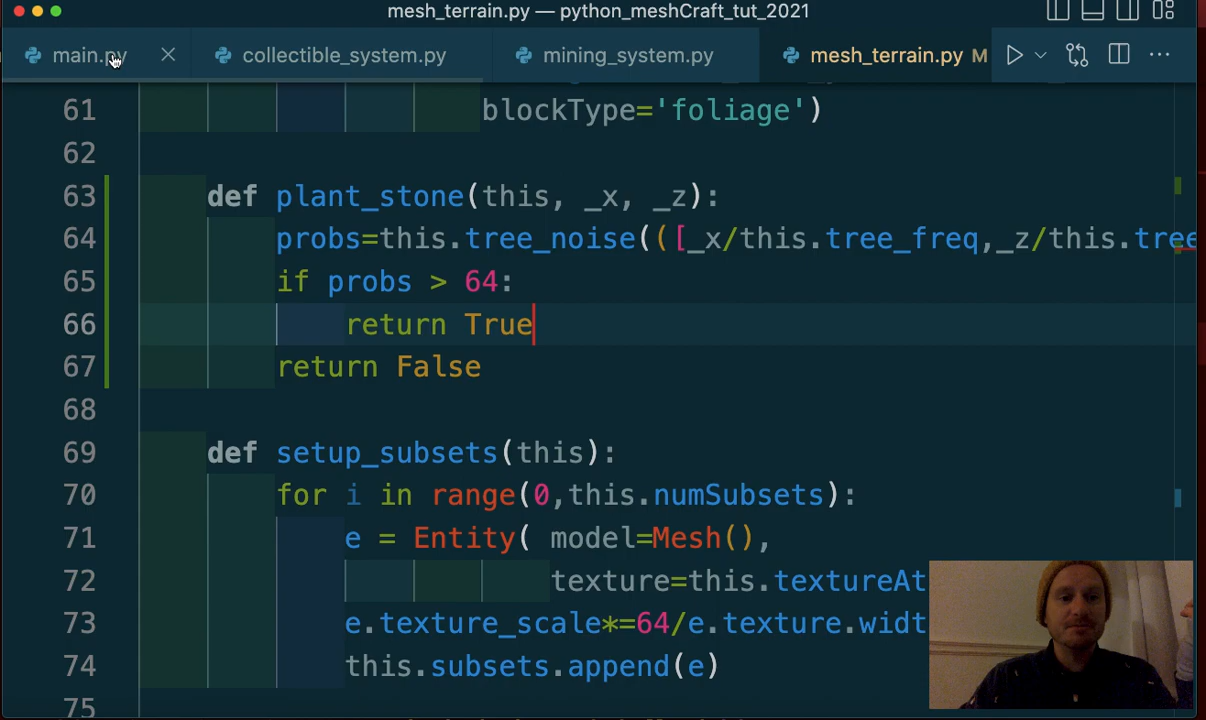 mesh_terrain.py — python_meshCraft_tut_2021
main.py collectible_system.py mining_system.py mesh_terrain.py M
61 blockType='foliage')
62
63 def plant_stone(this, _x, _z):
64 probs=this.tree_noise(([_x/this.tree_freq,_z/this.tree
65 if probs > 64:
66 return True
67 return False
68
69 def setup_subsets(this):
70 for i in range(0,this.numSubsets):
71 e = Entity( model=Mesh(),
72 texture=this.textureAt
73 e.texture_scale*=64/e.texture.widt
74 this.subsets.append(e)
75